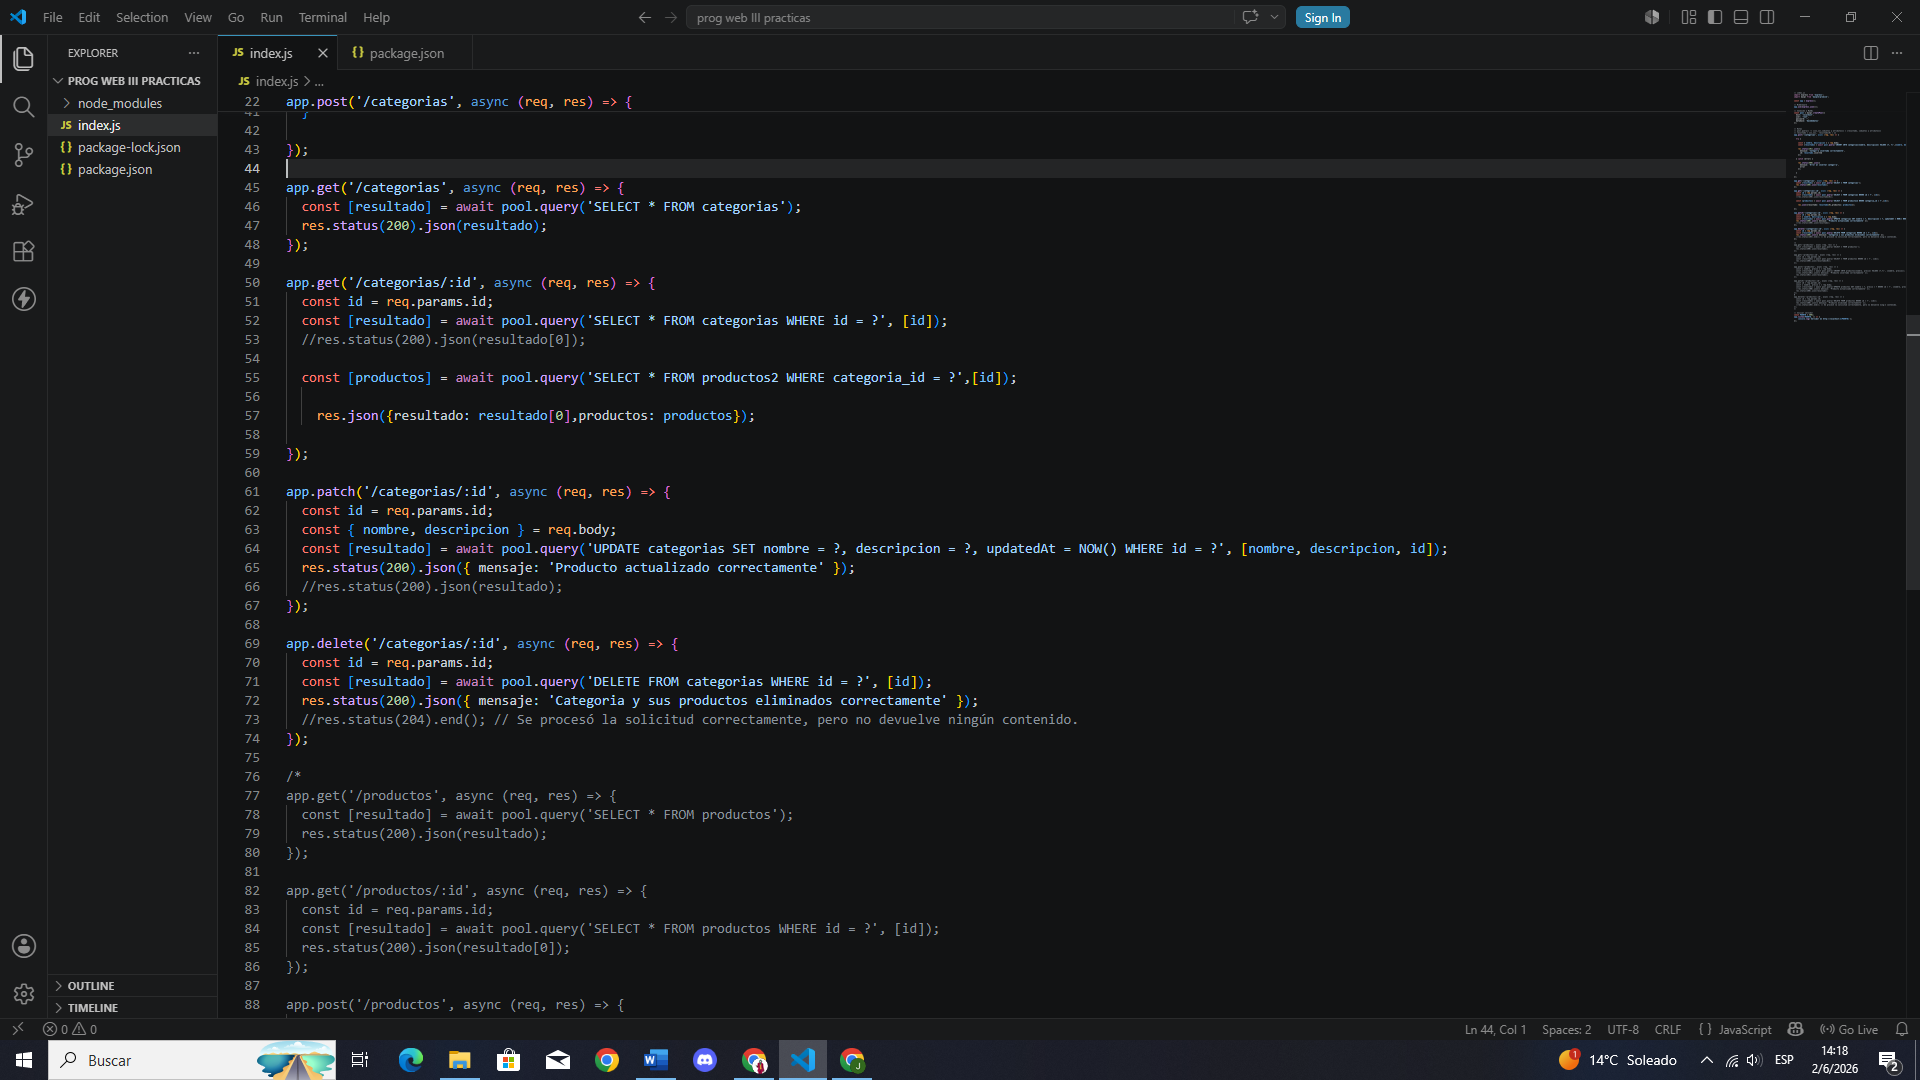 File Edit Selection View Go Run Terminal Help
prog web III practicas
Sign In
EXPLORER
PROG WEB III PRACTICAS
node_modules
JS index.js
{} package-lock.json
{} package.json
OUTLINE
TIMELINE
JS index.js
{} package.json
JS index.js > ...
22 app.post('/categorias', async (req, res) => {
41 }
42
43 });
44
45 app.get('/categorias', async (req, res) => {
46 const [resultado] = await pool.query('SELECT * FROM categorias');
47 res.status(200).json(resultado);
48 });
49
50 app.get('/categorias/:id', async (req, res) => {
51 const id = req.params.id;
52 const [resultado] = await pool.query('SELECT * FROM categorias WHERE id = ?', [id]);
53 //res.status(200).json(resultado[0]);
54
55 const [productos] = await pool.query('SELECT * FROM productos2 WHERE categoria_id = ?',[id]);
56
57 res.json({resultado: resultado[0],productos: productos});
58
59 });
60
61 app.patch('/categorias/:id', async (req, res) => {
62 const id = req.params.id;
63 const { nombre, descripcion } = req.body;
64 const [resultado] = await pool.query('UPDATE categorias SET nombre = ?, descripcion = ?, updatedAt = NOW() WHERE id = ?', [nombre, descripcion, id]);
65 res.status(200).json({ mensaje: 'Producto actualizado correctamente' });
66 //res.status(200).json(resultado);
67 });
68
69 app.delete('/categorias/:id', async (req, res) => {
70 const id = req.params.id;
71 const [resultado] = await pool.query('DELETE FROM categorias WHERE id = ?', [id]);
72 res.status(200).json({ mensaje: 'Categoria y sus productos eliminados correctamente' });
73 //res.status(204).end(); // Se procesó la solicitud correctamente, pero no devuelve ningún contenido.
74 });
75
76 /*
77 app.get('/productos', async (req, res) => {
78 const [resultado] = await pool.query('SELECT * FROM productos');
79 res.status(200).json(resultado);
80 });
81
82 app.get('/productos/:id', async (req, res) => {
83 const id = req.params.id;
84 const [resultado] = await pool.query('SELECT * FROM productos WHERE id = ?', [id]);
85 res.status(200).json(resultado[0]);
86 });
87
88 app.post('/productos', async (req, res) => {
0 0
Ln 44, Col 1 Spaces: 2 UTF-8 CRLF {} JavaScript Go Live
Buscar
1 14°C Soleado ESP
14:18
2/6/2026
2